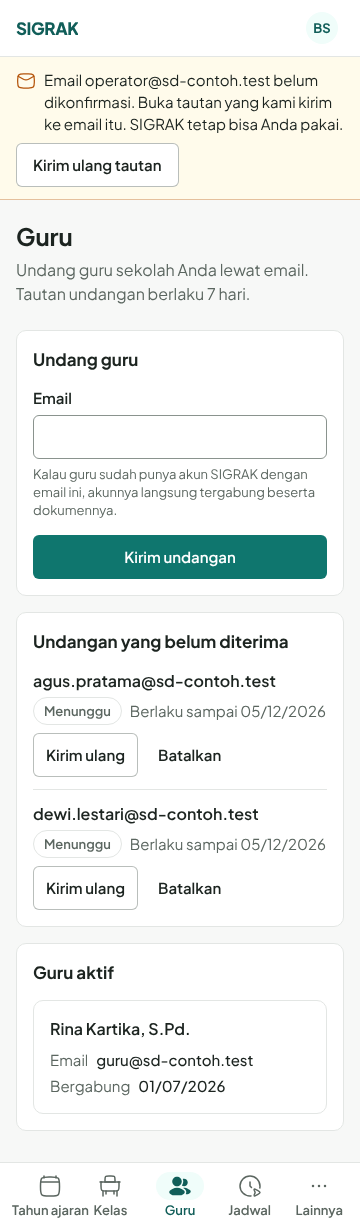 SIGRAK
BS
Email operator@sd-contoh.test belum
dikonfirmasi. Buka tautan yang kami kirim
ke email itu. SIGRAK tetap bisa Anda pakai.
Kirim ulang tautan
Guru
Undang guru sekolah Anda lewat email.
Tautan undangan berlaku 7 hari.
Undang guru
Email
Kalau guru sudah punya akun SIGRAK dengan
email ini, akunnya langsung tergabung beserta
dokumennya.
Kirim undangan
Undangan yang belum diterima
agus.pratama@sd-contoh.test
Menunggu Berlaku sampai 05/12/2026
Kirim ulang Batalkan
dewi.lestari@sd-contoh.test
Menunggu Berlaku sampai 05/12/2026
Kirim ulang Batalkan
Guru aktif
Rina Kartika, S.Pd.
Email guru@sd-contoh.test
Bergabung 01/07/2026
Tahun ajaran Kelas Guru Jadwal Lainnya